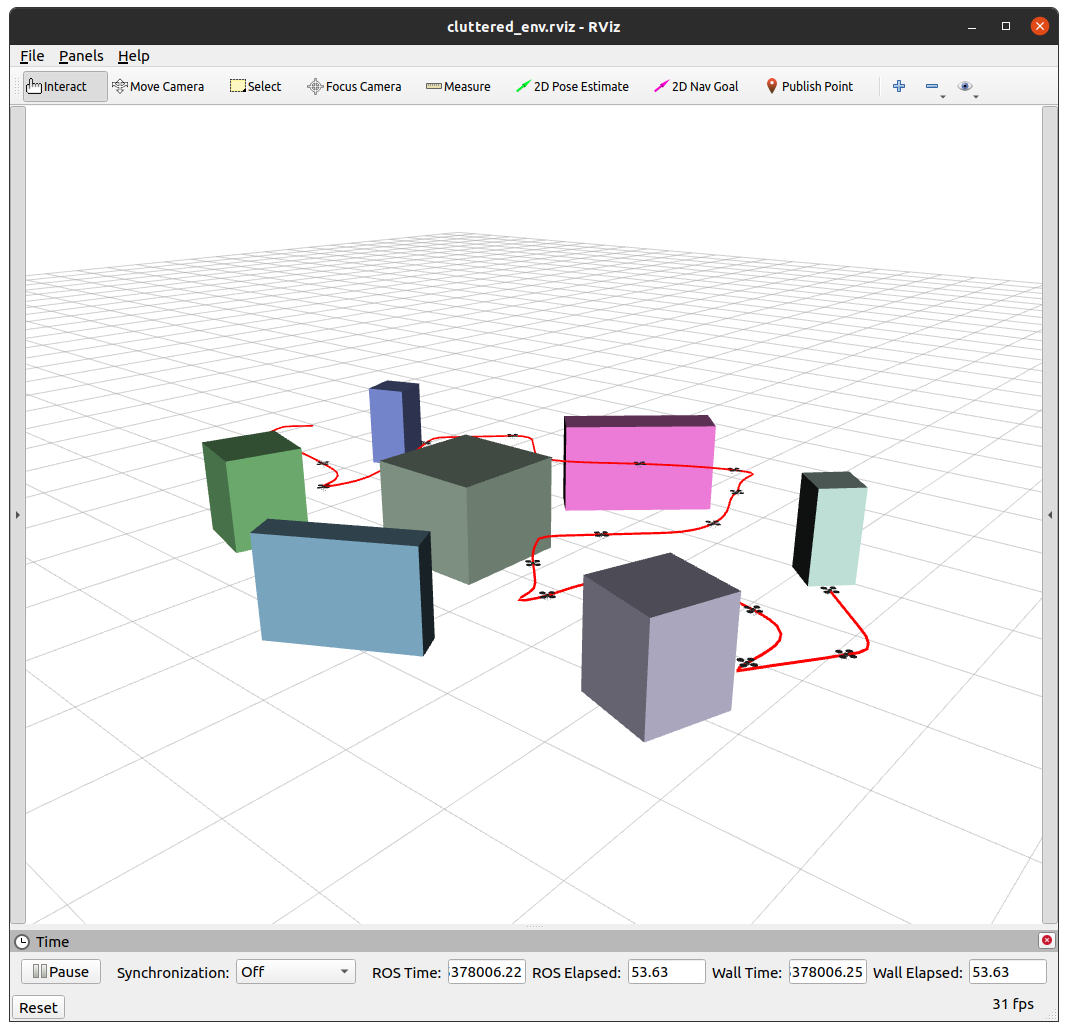 cluttered_env.rviz - RViz
File Panels Help
Interact Move Camera Select Focus Camera Measure 2D Pose Estimate 2D Nav Goal Publish Point
Time
Pause Synchronization: Off ROS Time: 378006.22 ROS Elapsed: 53.63 Wall Time: 378006.25 Wall Elapsed: 53.63
Reset 31 fps